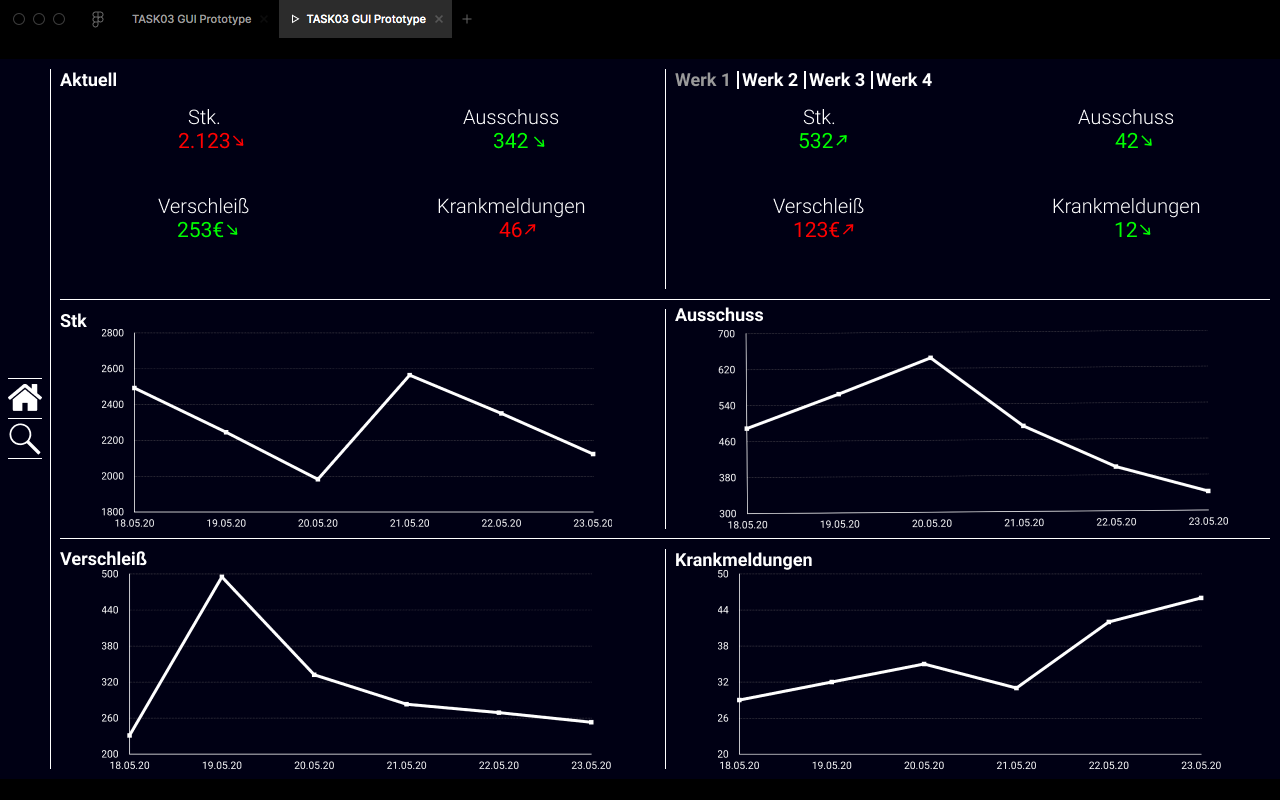 TASK03 GUI Prototype TASK03 GUI Prototype
Aktuell
Stk. Ausschuss
2.123↘ 342 ↘
Verschleiß Krankmeldungen
253€↘ 46↗
Werk 1 | Werk 2 | Werk 3 | Werk 4
Stk. Ausschuss
532↗ 42↘
Verschleiß Krankmeldungen
123€↗ 12↘
Stk
2800
2600
2400
2200
2000
1800
18.05.20 19.05.20 20.05.20 21.05.20 22.05.20 23.05.20
Ausschuss
700
620
540
460
380
300
18.05.20 19.05.20 20.05.20 21.05.20 22.05.20 23.05.20
Verschleiß
500
440
380
320
260
200
18.05.20 19.05.20 20.05.20 21.05.20 22.05.20 23.05.20
Krankmeldungen
50
44
38
32
26
20
18.05.20 19.05.20 20.05.20 21.05.20 22.05.20 23.05.20